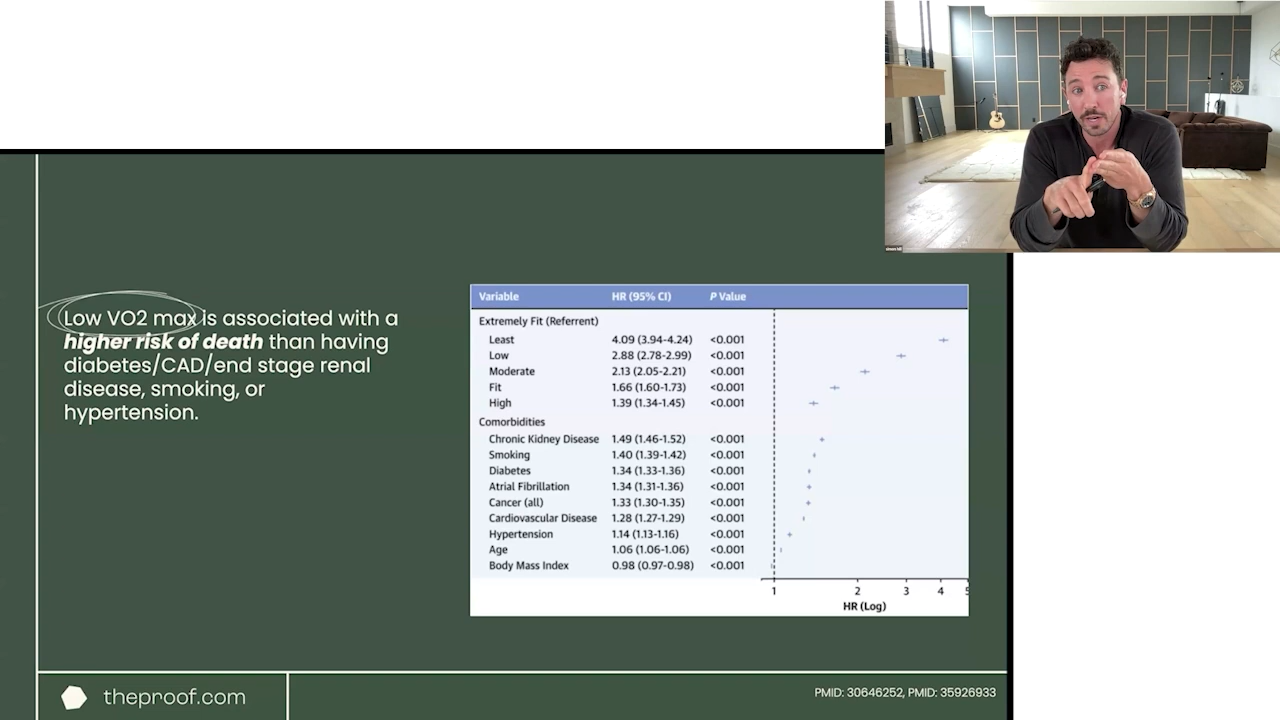 Low VO2 max is associated with a
higher risk of death than having
diabetes/CAD/end stage renal
disease, smoking, or
hypertension.
Variable HR (95% CI) P Value
Extremely Fit (Referrent)
Least 4.09 (3.94-4.24) <0.001
Low 2.88 (2.78-2.99) <0.001
Moderate 2.13 (2.05-2.21) <0.001
Fit 1.66 (1.60-1.73) <0.001
High 1.39 (1.34-1.45) <0.001
Comorbidities
Chronic Kidney Disease 1.49 (1.46-1.52) <0.001
Smoking 1.40 (1.39-1.42) <0.001
Diabetes 1.34 (1.33-1.36) <0.001
Atrial Fibrillation 1.34 (1.31-1.36) <0.001
Cancer (all) 1.33 (1.30-1.35) <0.001
Cardiovascular Disease 1.28 (1.27-1.29) <0.001
Hypertension 1.14 (1.13-1.16) <0.001
Age 1.06 (1.06-1.06) <0.001
Body Mass Index 0.98 (0.97-0.98) <0.001
1 2 3 4 5
HR (Log)
theproof.com
PMID: 30646252, PMID: 35926933